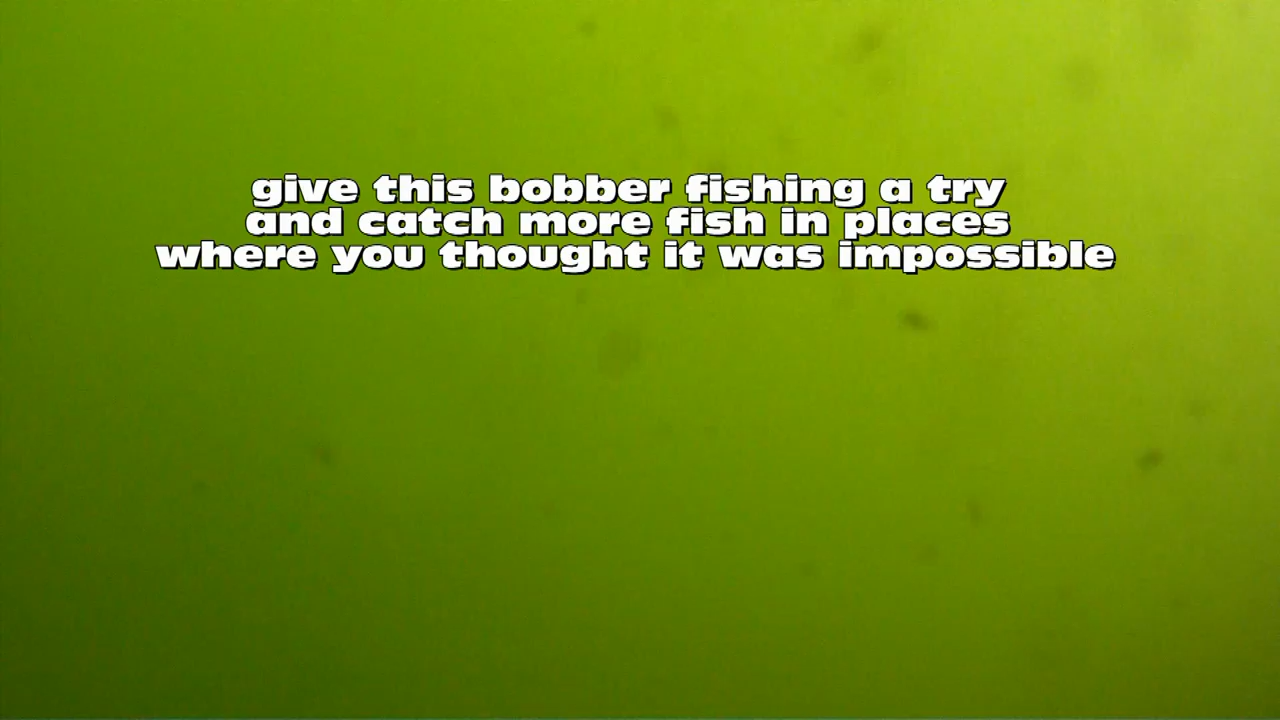 give this bobber fishing a try
and catch more fish in places
where you thought it was impossible